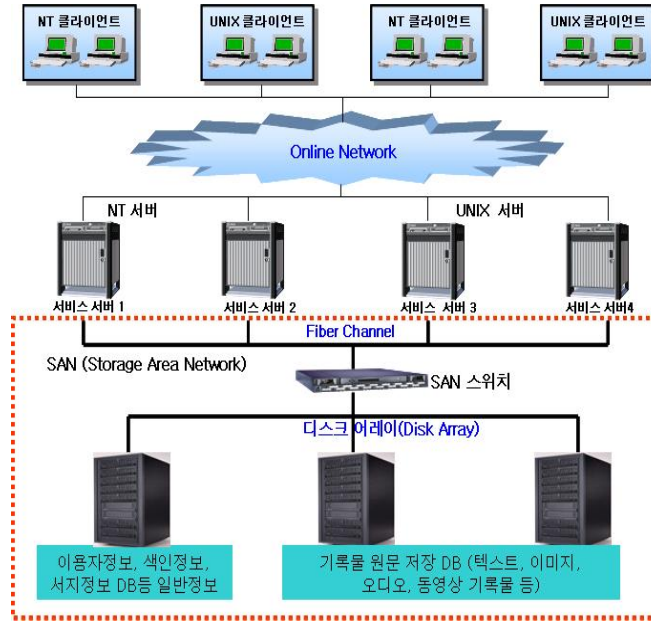 NT 클라이언트
UNIX 클라이언트
NT 클라이언트
UNIX 클라이언트
Online Network
NT 서버
UNIX 서버
서비스 서버 1
서비스 서버 2
서비스 서버 3
서비스 서버4
Fiber Channel
SAN (Storage Area Network)
SAN 스위치
디스크 어레이(Disk Array)
이용자정보, 색인정보,
서지정보 DB등 일반정보
기록물 원문 저장 DB (텍스트, 이미지,
오디오, 동영상 기록물 등)